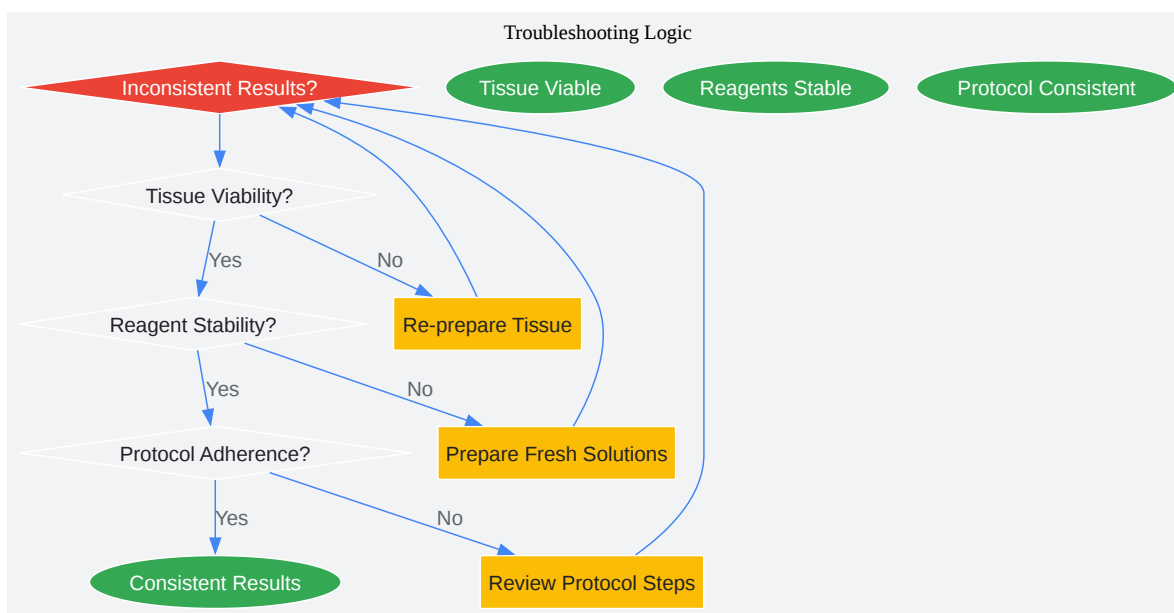 Troubleshooting Logic
Inconsistent Results?
Tissue Viable
Reagents Stable
Protocol Consistent
Tissue Viability?
Yes
No
Reagent Stability?
Re-prepare Tissue
Yes
No
Protocol Adherence?
Prepare Fresh Solutions
Yes
No
Consistent Results
Review Protocol Steps